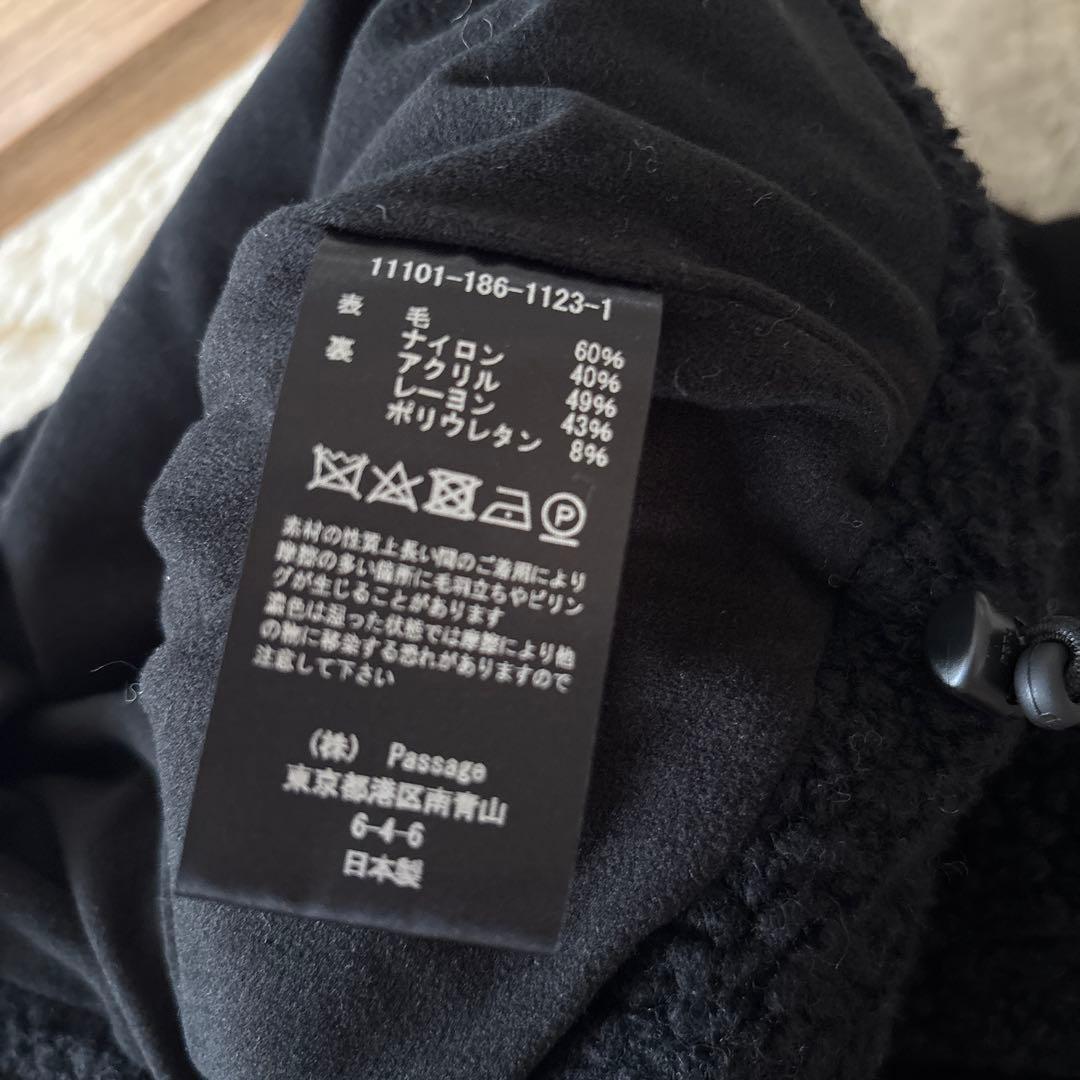 11101-186-1123-1
表 毛 60%
ナイロン 40%
裏 アクリル 49%
レーヨン 43%
ポリウレタン 8%
P
素材の性質上長い間のご着用により
摩擦の多い箇所に毛羽立ちやピリン
グが生じることがあります
濃色は湿った状態では摩擦により他
の物に移染する恐れがありますので
注意して下さい
(株) Passage
東京都港区南青山
6-4-6
日本製